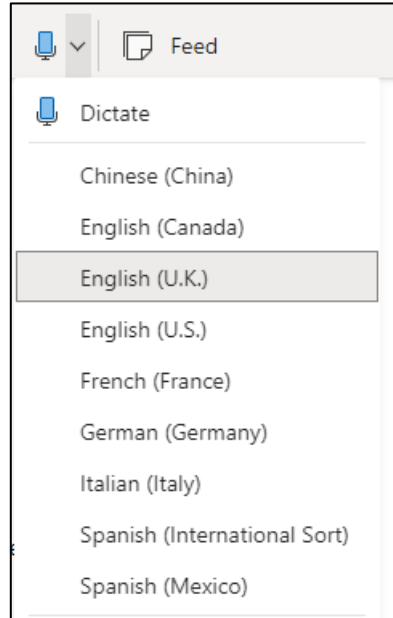 Feed
Dictate
Chinese (China)
English (Canada)
English (U.K.)
English (U.S.)
French (France)
German (Germany)
Italian (Italy)
Spanish (International Sort)
Spanish (Mexico)